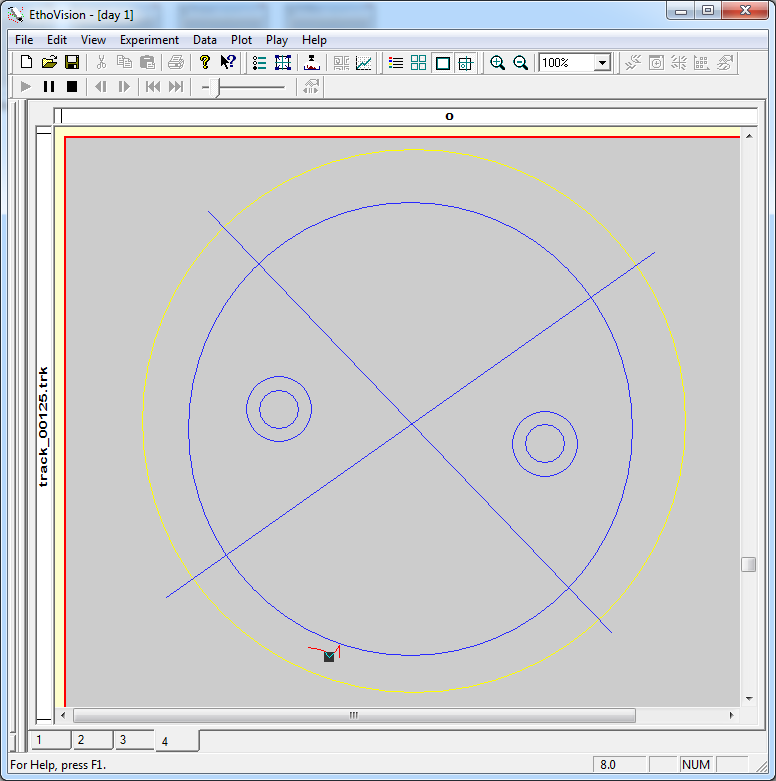 EthoVision - [day 1]
File Edit View Experiment Data Plot Play Help
100%
o
track_00125.trk
1 2 3 4
For Help, press F1.
8.0
NUM